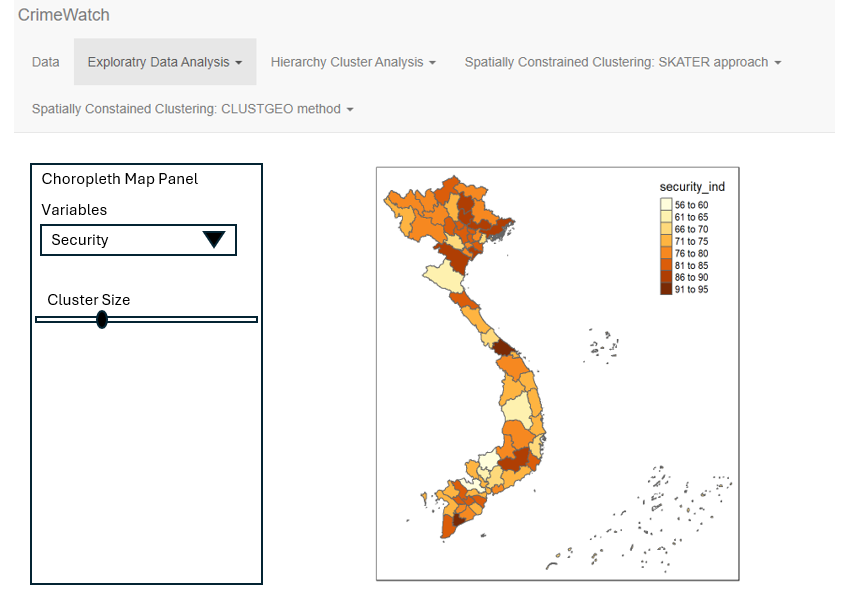 CrimeWatch
Data
Exploratry Data Analysis
Hierarchy Cluster Analysis
Spatially Constrained Clustering: SKATER approach
Spatially Constained Clustering: CLUSTGEO method
Choropleth Map Panel
Variables
Security
Cluster Size
security_ind
56 to 60
61 to 65
66 to 70
71 to 75
76 to 80
81 to 85
86 to 90
91 to 95